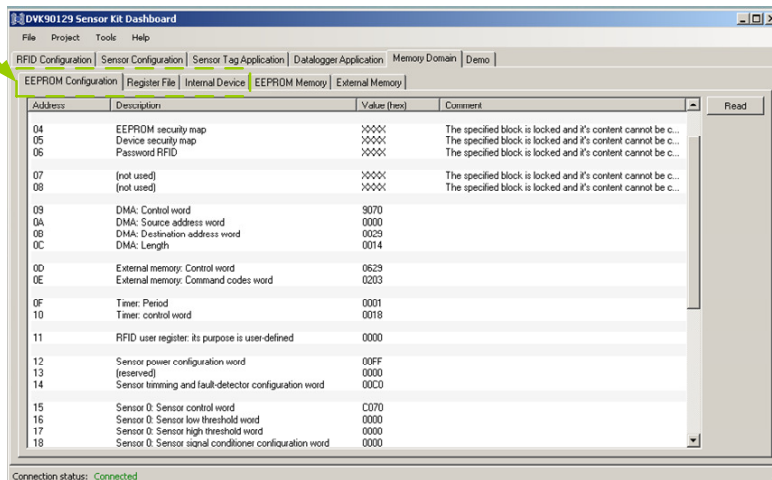 DVK90129 Sensor Kit Dashboard
File Project Tools Help
RFID Configuration Sensor Configuration Sensor Tag Application Datalogger Application Memory Domain Demo
EEPROM Configuration Register File Internal Device EEPROM Memory External Memory
Address Description Value (hex) Comment Read
04 EEPROM security map XXXX The specified block is locked and it's content cannot be c...
05 Device security map XXXX The specified block is locked and it's content cannot be c...
06 Password RFID XXXX The specified block is locked and it's content cannot be c...
07 (not used) XXXX The specified block is locked and it's content cannot be c...
08 (not used) XXXX The specified block is locked and it's content cannot be c...
09 DMA: Control word 9070
0A DMA: Source address word 0000
0B DMA: Destination address word 0029
0C DMA: Length 0014
0D External memory: Control word 0629
0E External memory: Command codes word 0203
0F Timer: Period 0001
10 Timer: control word 0018
11 RFID user register: its purpose is user-defined 0000
12 Sensor power configuration word 00FF
13 (reserved) 0000
14 Sensor trimming and fault-detector configuration word 00C0
15 Sensor 0: Sensor control word C070
16 Sensor 0: Sensor low threshold word 0000
17 Sensor 0: Sensor high threshold word 0000
18 Sensor 0: Sensor signal conditioner configuration word 0000
Connection status: Connected